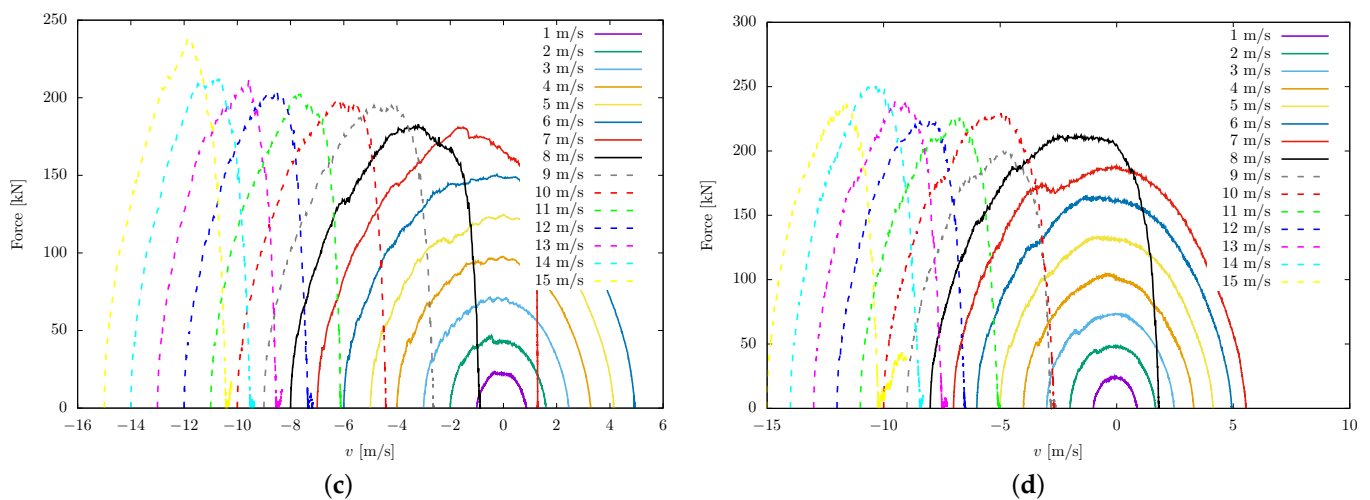 250
200
150
100
50
0
Force [kN]
−16 −14 −12 −10 −8 −6 −4 −2 0 2 4 6
v [m/s]
1 m/s
2 m/s
3 m/s
4 m/s
5 m/s
6 m/s
7 m/s
8 m/s
9 m/s
10 m/s
11 m/s
12 m/s
13 m/s
14 m/s
15 m/s
(c)
300
250
200
150
100
50
0
Force [kN]
−15 −10 −5 0 5 10
v [m/s]
1 m/s
2 m/s
3 m/s
4 m/s
5 m/s
6 m/s
7 m/s
8 m/s
9 m/s
10 m/s
11 m/s
12 m/s
13 m/s
14 m/s
15 m/s
(d)